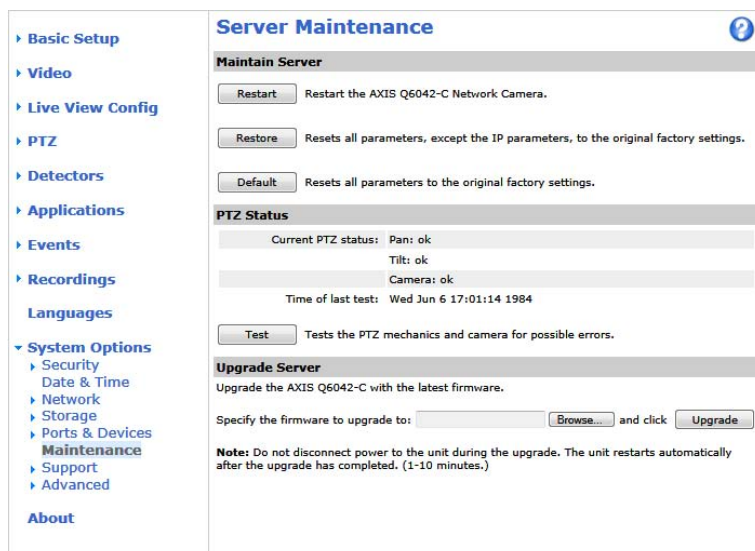 Basic Setup
Video
Live View Config
PTZ
Detectors
Applications
Events
Recordings
Languages
System Options
Security
Date & Time
Network
Storage
Ports & Devices
Maintenance
Support
Advanced
About
Server Maintenance
?
Maintain Server
Restart Restart the AXIS Q6042-C Network Camera.
Restore Resets all parameters, except the IP parameters, to the original factory settings.
Default Resets all parameters to the original factory settings.
PTZ Status
Current PTZ status: Pan: ok
Tilt: ok
Camera: ok
Time of last test: Wed Jun 6 17:01:14 1984
Test Tests the PTZ mechanics and camera for possible errors.
Upgrade Server
Upgrade the AXIS Q6042-C with the latest firmware.
Specify the firmware to upgrade to: Browse... and click Upgrade
Note: Do not disconnect power to the unit during the upgrade. The unit restarts automatically
after the upgrade has completed. (1-10 minutes.)